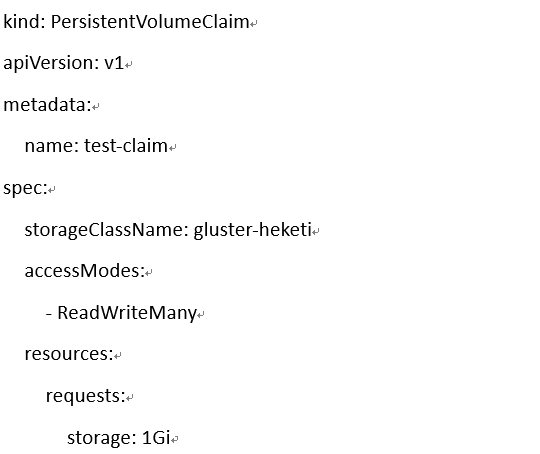 kind: PersistentVolumeClaim
apiVersion: v1
metadata:
  name: test-claim
spec:
  storageClassName: gluster-heketi
  accessModes:
    - ReadWriteMany
  resources:
    requests:
      storage: 1Gi